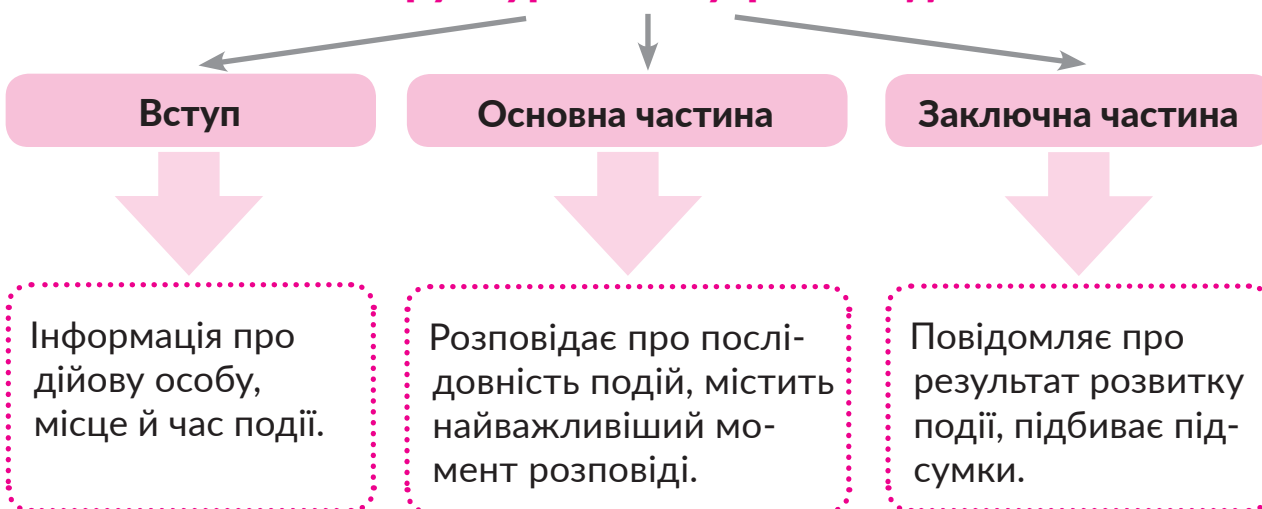 Вступ
Основна частина
Заключна частина
Інформація про
дійову особу,
місце й час події.
Розповідає про послі-
довність подій, містить
найважливіший мо-
мент розповіді.
Повідомляє про
результат розвитку
події, підбиває під-
сумки.